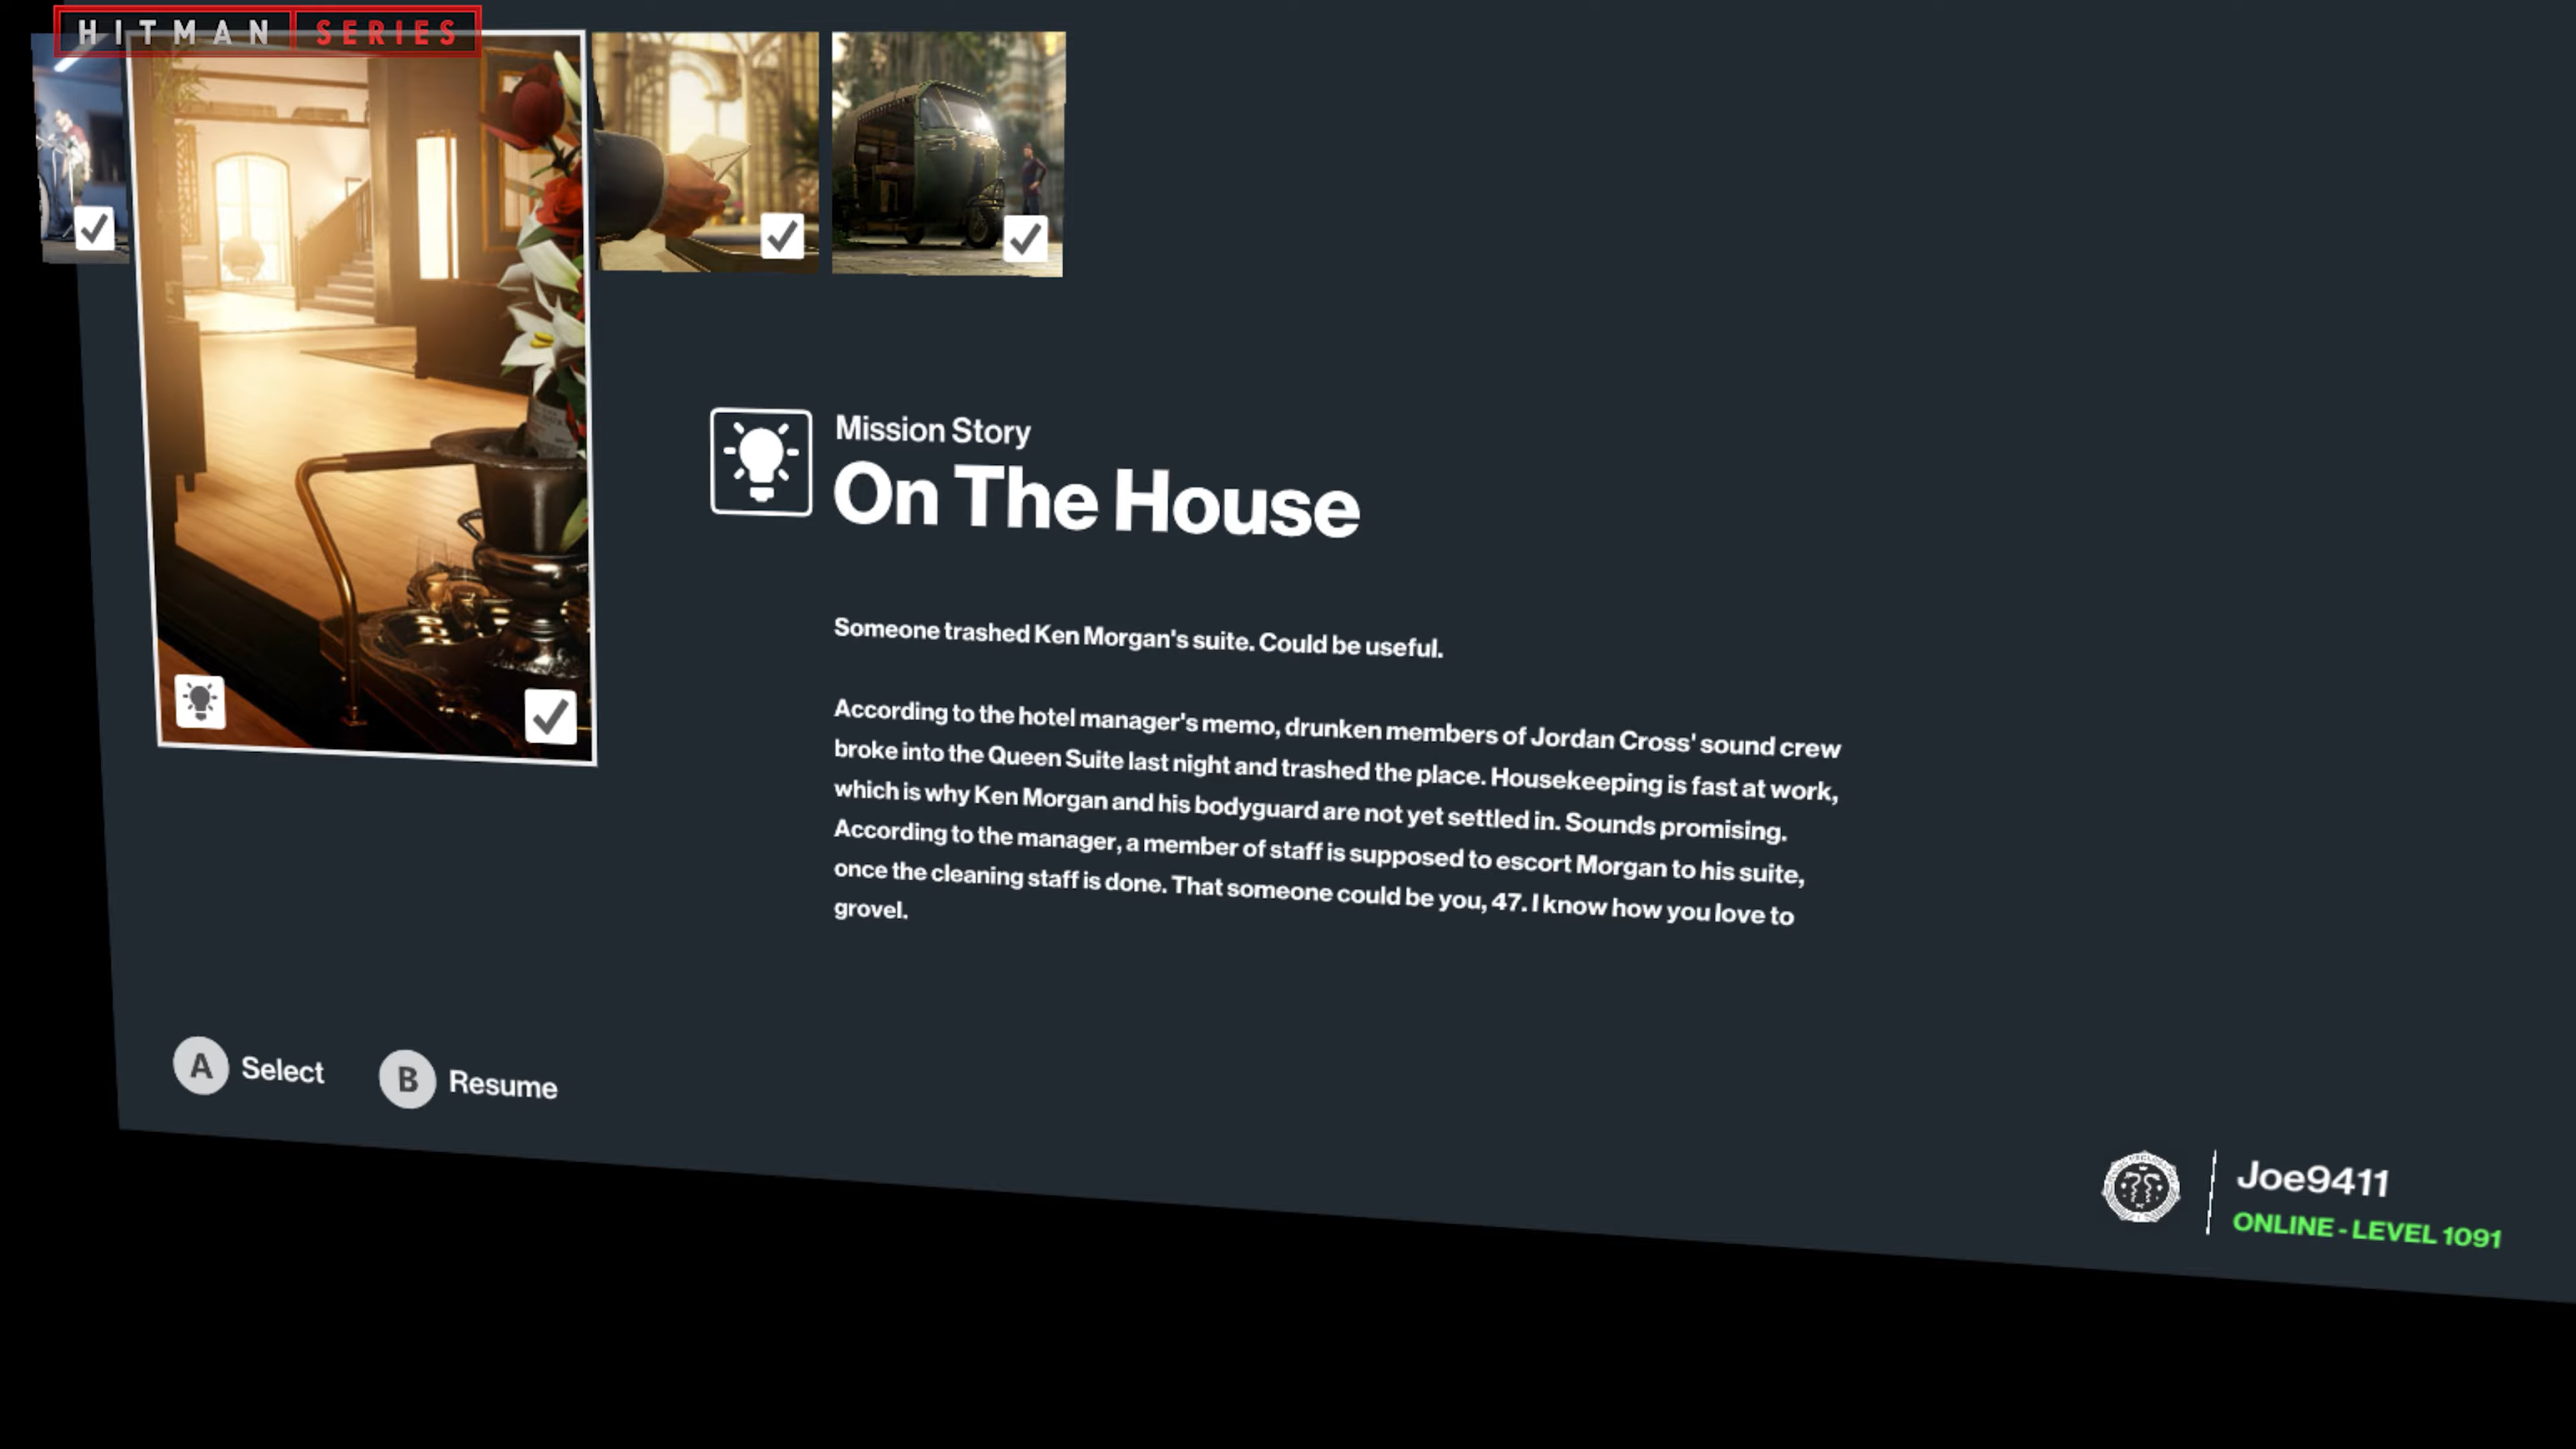 HITMAN SERIES
Mission Story
On The House
Someone trashed Ken Morgan's suite. Could be useful.
According to the hotel manager's memo, drunken members of Jordan Cross' sound crew
broke into the Queen Suite last night and trashed the place. Housekeeping is fast at work,
which is why Ken Morgan and his bodyguard are not yet settled in. Sounds promising.
According to the manager, a member of staff is supposed to escort Morgan to his suite,
once the cleaning staff is done. That someone could be you, 47. I know how you love to
grovel.
A Select B Resume
Joe9411
ONLINE - LEVEL 1091